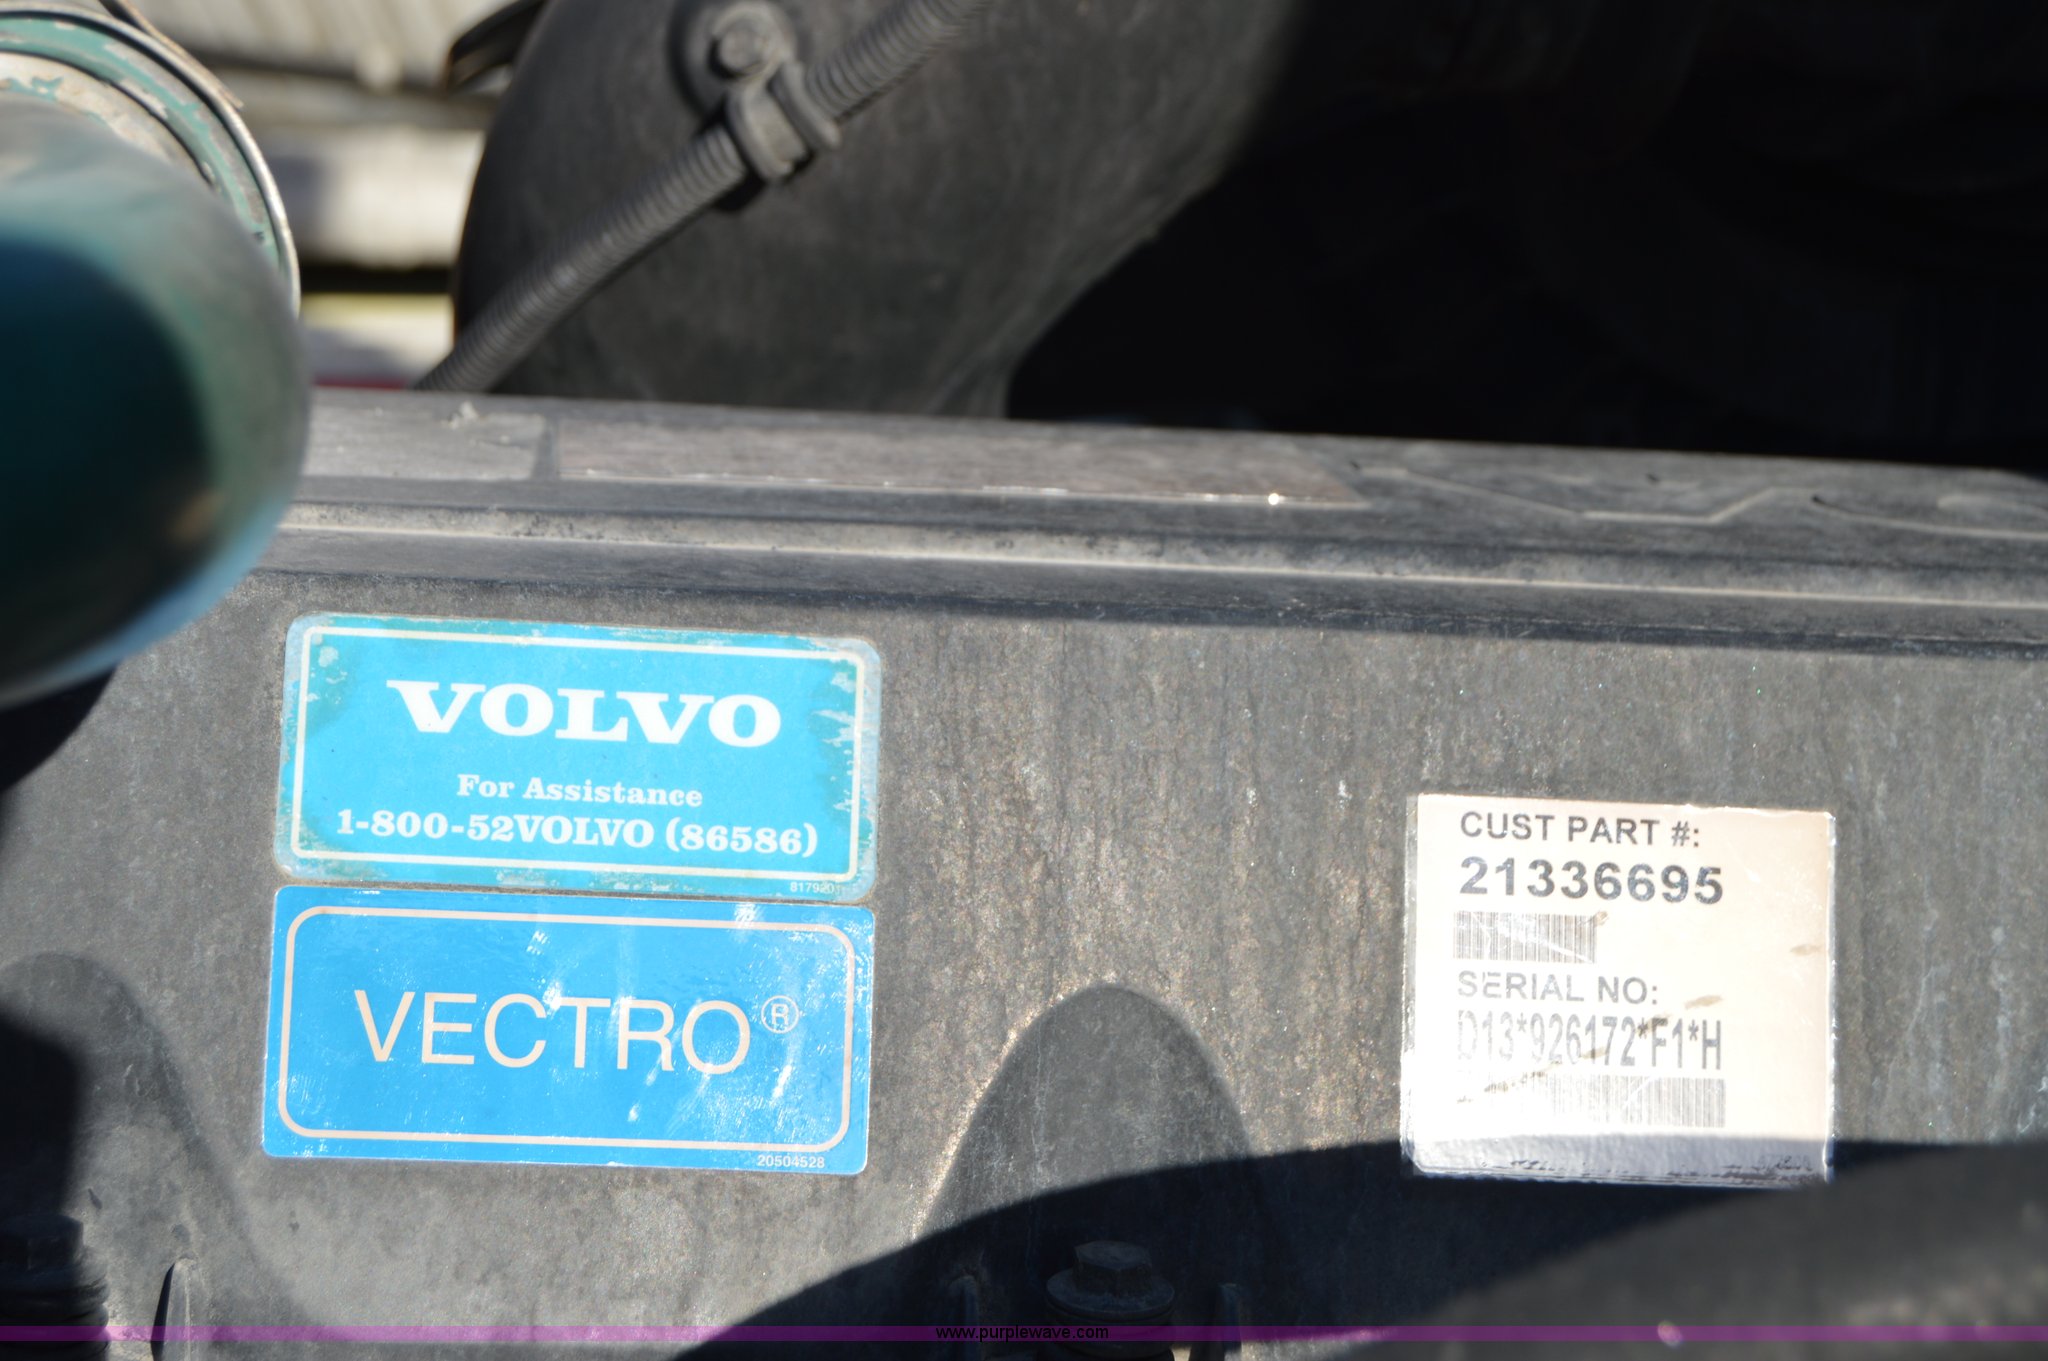 VOLVO
For Assistance
1-800-52VOLVO (86586)
VECTRO®
20504528
CUST PART #:
21336695
SERIAL NO:
D13*926172*F1*H
www.purplewave.com